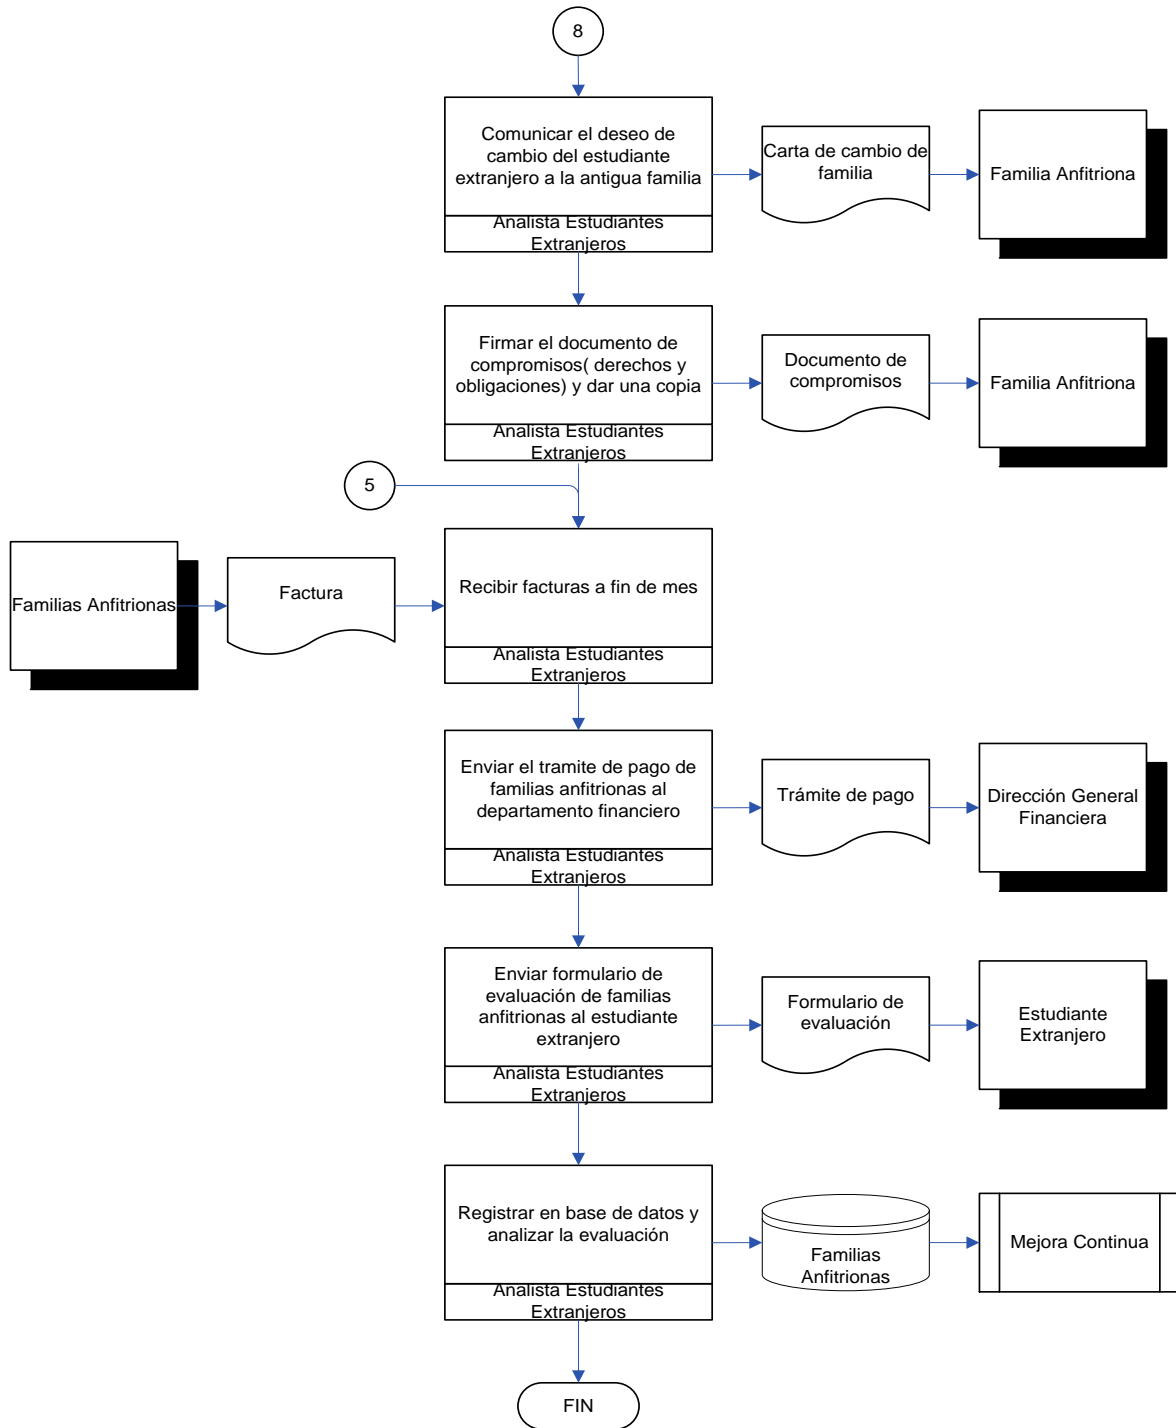 8
Comunicar el deseo de
cambio del estudiante
extranjero a la antigua familia
Analista Estudiantes
Extranjeros
Carta de cambio de
familia
Familia Anfitriona
Firmar el documento de
compromisos( derechos y
obligaciones) y dar una copia
Analista Estudiantes
Extranjeros
Documento de
compromisos
Familia Anfitriona
5
Familias Anfitrionas
Factura
Recibir facturas a fin de mes
Analista Estudiantes
Extranjeros
Enviar el tramite de pago de
familias anfitrionas al
departamento financiero
Analista Estudiantes
Extranjeros
Trámite de pago
Dirección General
Financiera
Enviar formulario de
evaluación de familias
anfitrionas al estudiante
extranjero
Analista Estudiantes
Extranjeros
Formulario de
evaluación
Estudiante
Extranjero
Registrar en base de datos y
analizar la evaluación
Analista Estudiantes
Extranjeros
Familias
Anfitrionas
Mejora Continua
FIN